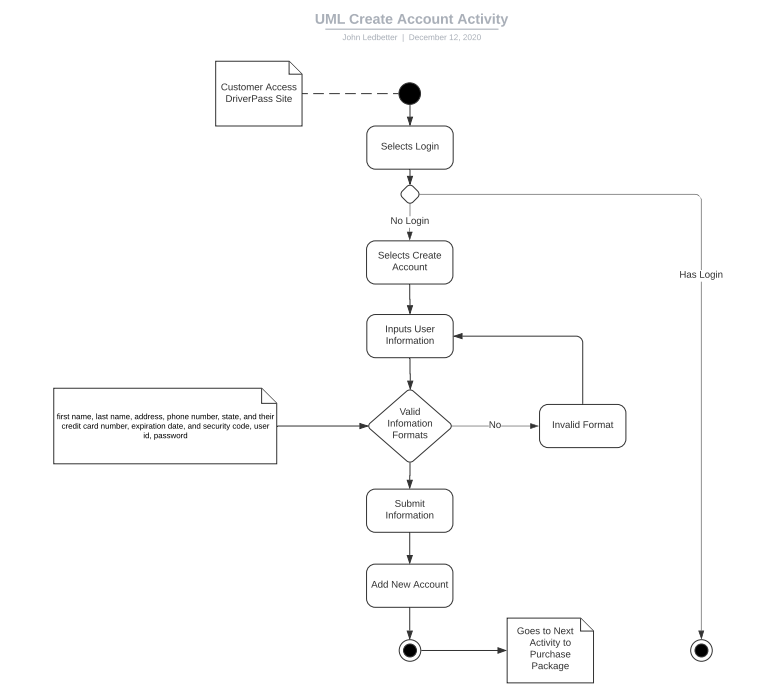 UML Create Account Activity
John Ledbetter | December 12, 2020
Customer Access
DriverPass Site
Selects Login
No Login
Selects Create
Account
Has Login
Inputs User
Information
first name, last name, address, phone number, state, and their
credit card number, expiration date, and security code, user
id, password
Valid
Infomation
Formats
No
Invalid Format
Submit
Information
Add New Account
Goes to Next
Activity to
Purchase
Package